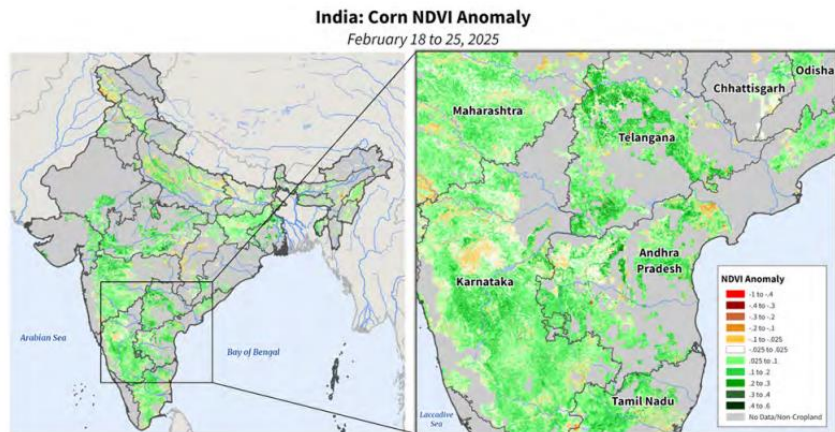 India: Corn NDVI Anomaly
February 18 to 25, 2025
Arabian Sea
Bay of Bengal
Maharashtra
Chhattisgarh
Odisha
Telangana
Andhra
Pradesh
Karnataka
Tamil Nadu
Laccadive
Sea
NDVI Anomaly
-1 to -.4
-.4 to -.3
-.3 to -.2
-.2 to -.1
-.1 to -.025
-.025 to .025
.025 to .1
.1 to .2
.2 to .3
.3 to .4
.4 to .6
No Data/Non-Cropland